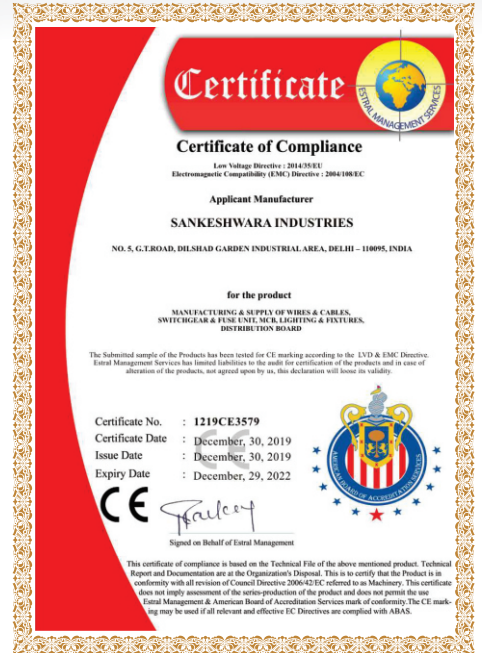 Certificate
ESTRAL MANAGEMENT SERVICES
Certificate of Compliance
Low Voltage Directive : 2014/35/EU
Electromagnetic Compatibility (EMC) Directive : 2004/108/EC
Applicant Manufacturer
SANKESHWARA INDUSTRIES
NO. 5, G.T.ROAD, DILSHAD GARDEN INDUSTRIAL AREA, DELHI – 110095, INDIA
for the product
MANUFACTURING & SUPPLY OF WIRES & CABLES,
SWITCHGEAR & FUSE UNIT, MCB, LIGHTING & FIXTURES,
DISTRIBUTION BOARD
The Submitted sample of the Products has been tested for CE marking according to the LVD & EMC Directive.
Estral Management Services has limited liabilities to the audit for certification of the products and in case of
alteration of the products, not agreed upon by us, this declaration will loose its validity.
Certificate No. : 1219CE3579
Certificate Date : December, 30, 2019
Issue Date : December, 30, 2019
Expiry Date : December, 29, 2022
CE
CE
AMERICAN BOARD OF ACCREDITATION SERVICES
Signed on Behalf of Estral Management
This certificate of compliance is based on the Technical File of the above mentioned product. Technical
Report and Documentation are at the Organization's Disposal. This is to certify that the Product is in
conformity with all revision of Council Directive 2006/42/EC referred to as Machinery. This certificate
does not imply assessment of the series-production of the product and does not permit the use
Estral Management & American Board of Accreditation Services mark of conformity.The CE mark-
ing may be used if all relevant and effective EC Directives are complied with ABAS.